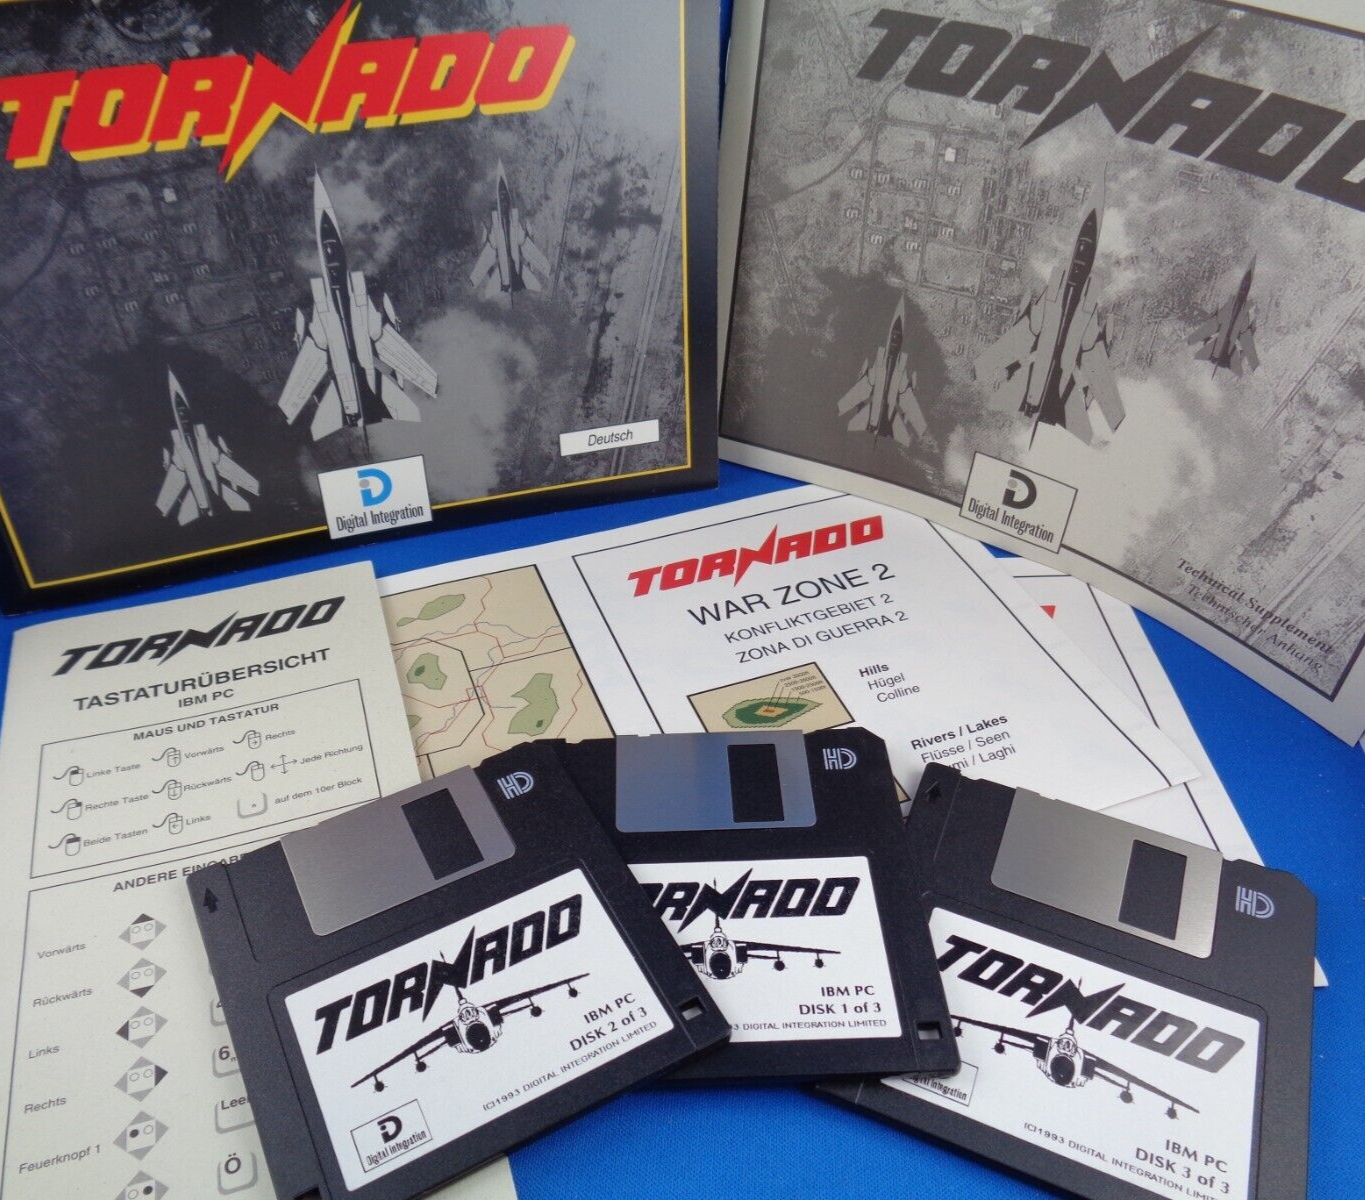 TORNADO
Deutsch
Digital Integration
TORNADO
Digital Integration
Technical Supplement
Technischer Anhang
TORNADO
TASTATURÜBERSICHT
IBM PC
MAUS UND TASTATUR
Linke Taste
Vorwärts
Rechts
Rechte Taste
Rückwärts
Jede Richtung
Beide Tasten
Links
auf dem 10er Block
ANDERE
Vorwärts
Rückwärts
Links
Rechts
Feuerknopf 1
6
Ö
TORNADO
WAR ZONE 2
KONFLIKTGEBIET 2
ZONA DI GUERRA 2
Hills
Hügel
Colline
Rivers / Lakes
Flüsse / Seen
/ Laghi
HD
TORNADO
IBM PC
DISK 2 of 3
(C)1993 DIGITAL INTEGRATION LIMITED
Digital Integration
HD
TORNADO
IBM PC
DISK 1 of 3
DIGITAL INTEGRATION LIMITED
HD
TORNADO
IBM PC
DISK 3 of 3
(C)1993 DIGITAL INTEGRATION
Digital Integration